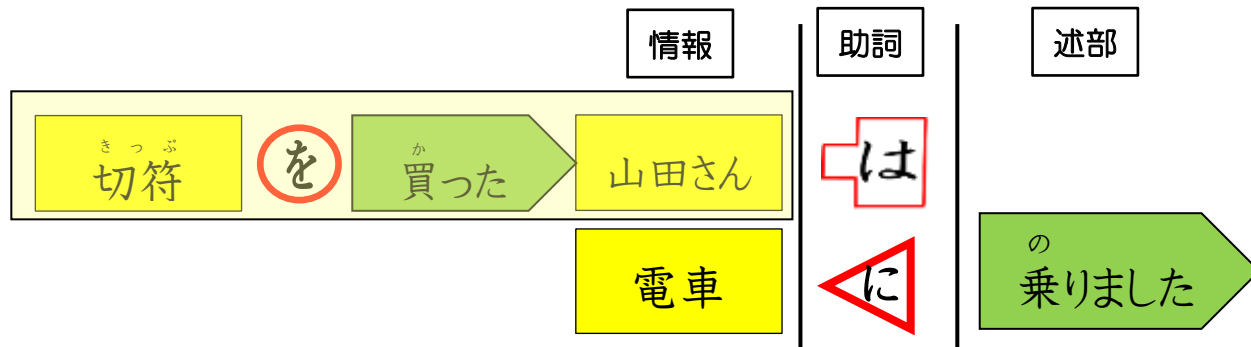 情報 助詞 述部
きっぷ か
切符 を 買った 山田さん は
の
電車 に 乗りました